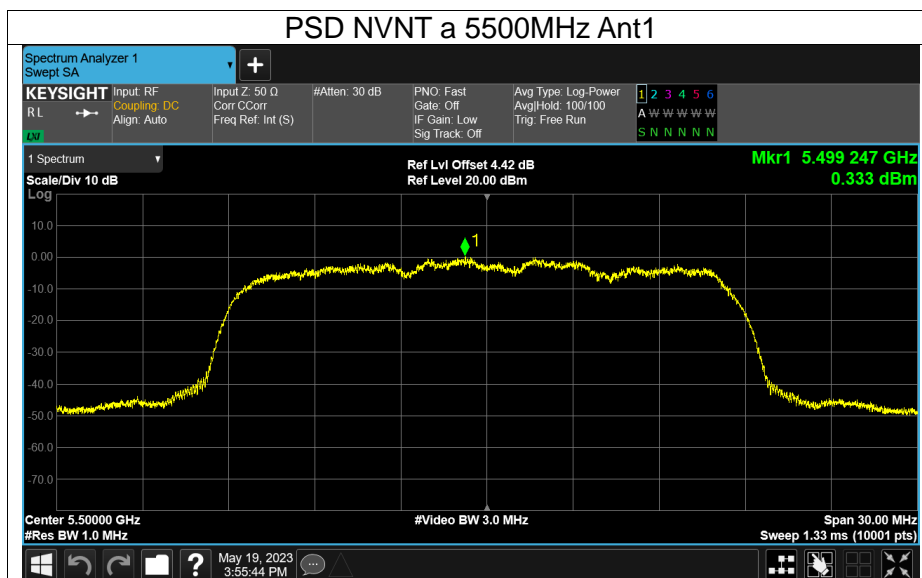 PSD NVNT a 5500MHz Ant1
Spectrum Analyzer 1
Swept SA
KEYSIGHT
R L
LXI
Input: RF
Coupling: DC
Align: Auto
Input Z: 50 Ω
Corr CCorr
Freq Ref: Int (S)
#Atten: 30 dB
PNO: Fast
Gate: Off
IF Gain: Low
Sig Track: Off
Avg Type: Log-Power
Avg|Hold: 100/100
Trig: Free Run
1 2 3 4 5 6
A W W W W W
S N N N N N
1 Spectrum
Scale/Div 10 dB
Ref Lvl Offset 4.42 dB
Ref Level 20.00 dBm
Mkr1 5.499 247 GHz
0.333 dBm
Log
10.0
0.00
-10.0
-20.0
-30.0
-40.0
-50.0
-60.0
-70.0
1
Center 5.50000 GHz
#Res BW 1.0 MHz
#Video BW 3.0 MHz
Span 30.00 MHz
Sweep 1.33 ms (10001 pts)
May 19, 2023
3:55:44 PM